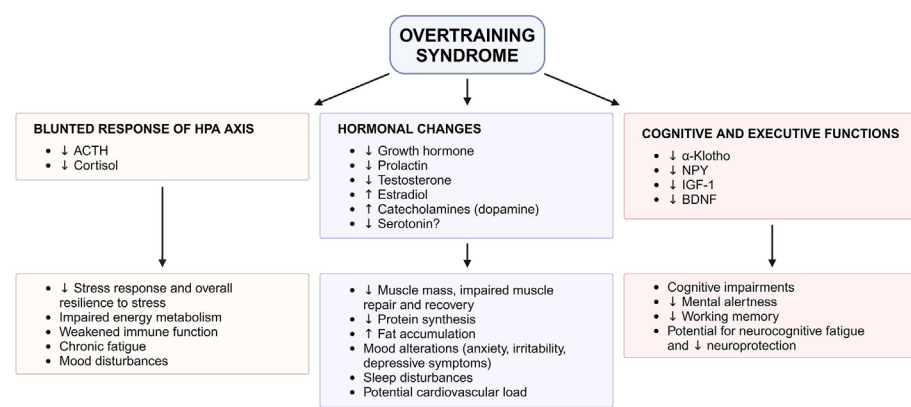 OVERTRAINING
SYNDROME
BLUNTED RESPONSE OF HPA AXIS
• ↓ ACTH
• ↓ Cortisol
HORMONAL CHANGES
• ↓ Growth hormone
• ↓ Prolactin
• ↓ Testosterone
• ↑ Estradiol
• ↑ Catecholamines (dopamine)
• ↓ Serotonin?
COGNITIVE AND EXECUTIVE FUNCTIONS
• ↓ α-Klotho
• ↓ NPY
• ↓ IGF-1
• ↓ BDNF
• ↓ Stress response and overall
resilience to stress
• Impaired energy metabolism
• Weakened immune function
• Chronic fatigue
• Mood disturbances
• ↓ Muscle mass, impaired muscle
repair and recovery
• ↓ Protein synthesis
• ↑ Fat accumulation
• Mood alterations (anxiety, irritability,
depressive symptoms)
• Sleep disturbances
• Potential cardiovascular load
• Cognitive impairments
• ↓ Mental alertness
• ↓ Working memory
• Potential for neurocognitive fatigue
and ↓ neuroprotection